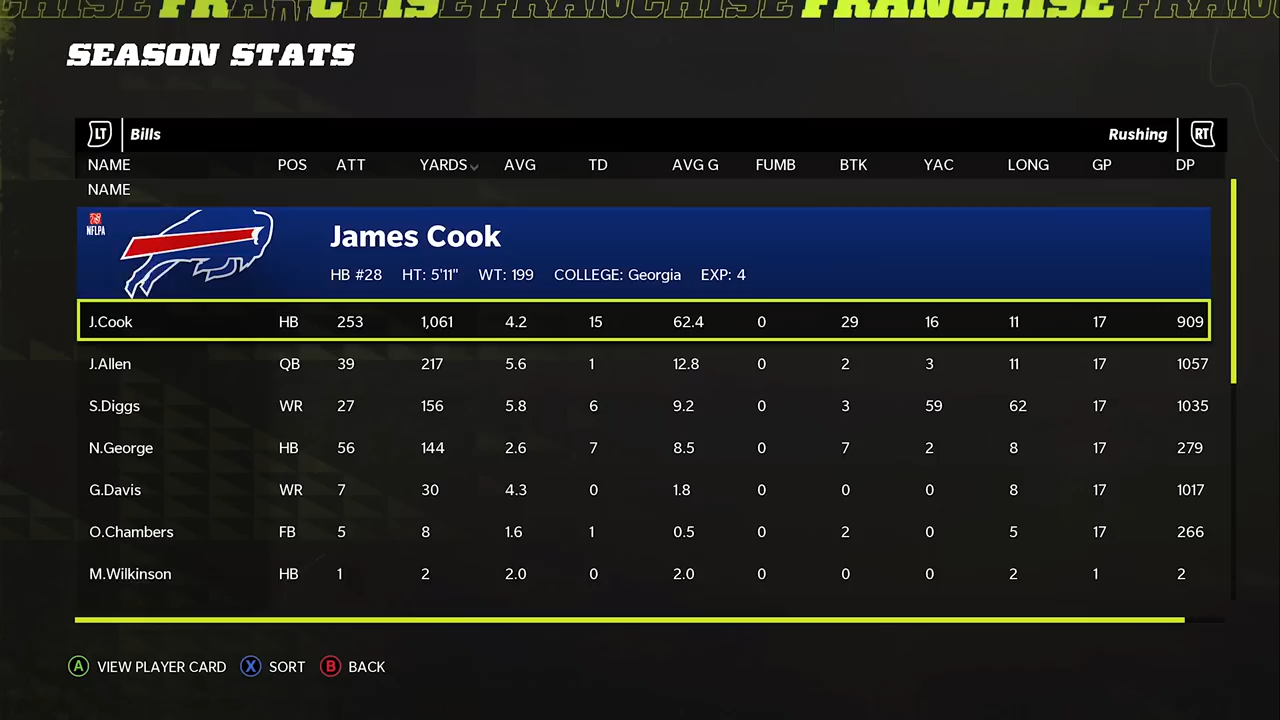 FRANCHISE FRANCHISE FRANCHISE FRANCHISE
SEASON STATS
LT Bills Rushing RT
NAME POS ATT YARDS AVG TD AVG G FUMB BTK YAC LONG GP DP
NAME
NFLPA
James Cook
HB #28 HT: 5'11" WT: 199 COLLEGE: Georgia EXP: 4
J.Cook HB 253 1,061 4.2 15 62.4 0 29 16 11 17 909
J.Allen QB 39 217 5.6 1 12.8 0 2 3 11 17 1057
S.Diggs WR 27 156 5.8 6 9.2 0 3 59 62 17 1035
N.George HB 56 144 2.6 7 8.5 0 7 2 8 17 279
G.Davis WR 7 30 4.3 0 1.8 0 0 0 8 17 1017
O.Chambers FB 5 8 1.6 1 0.5 0 2 0 5 17 266
M.Wilkinson HB 1 2 2.0 0 2.0 0 0 0 2 1 2
A VIEW PLAYER CARD X SORT B BACK